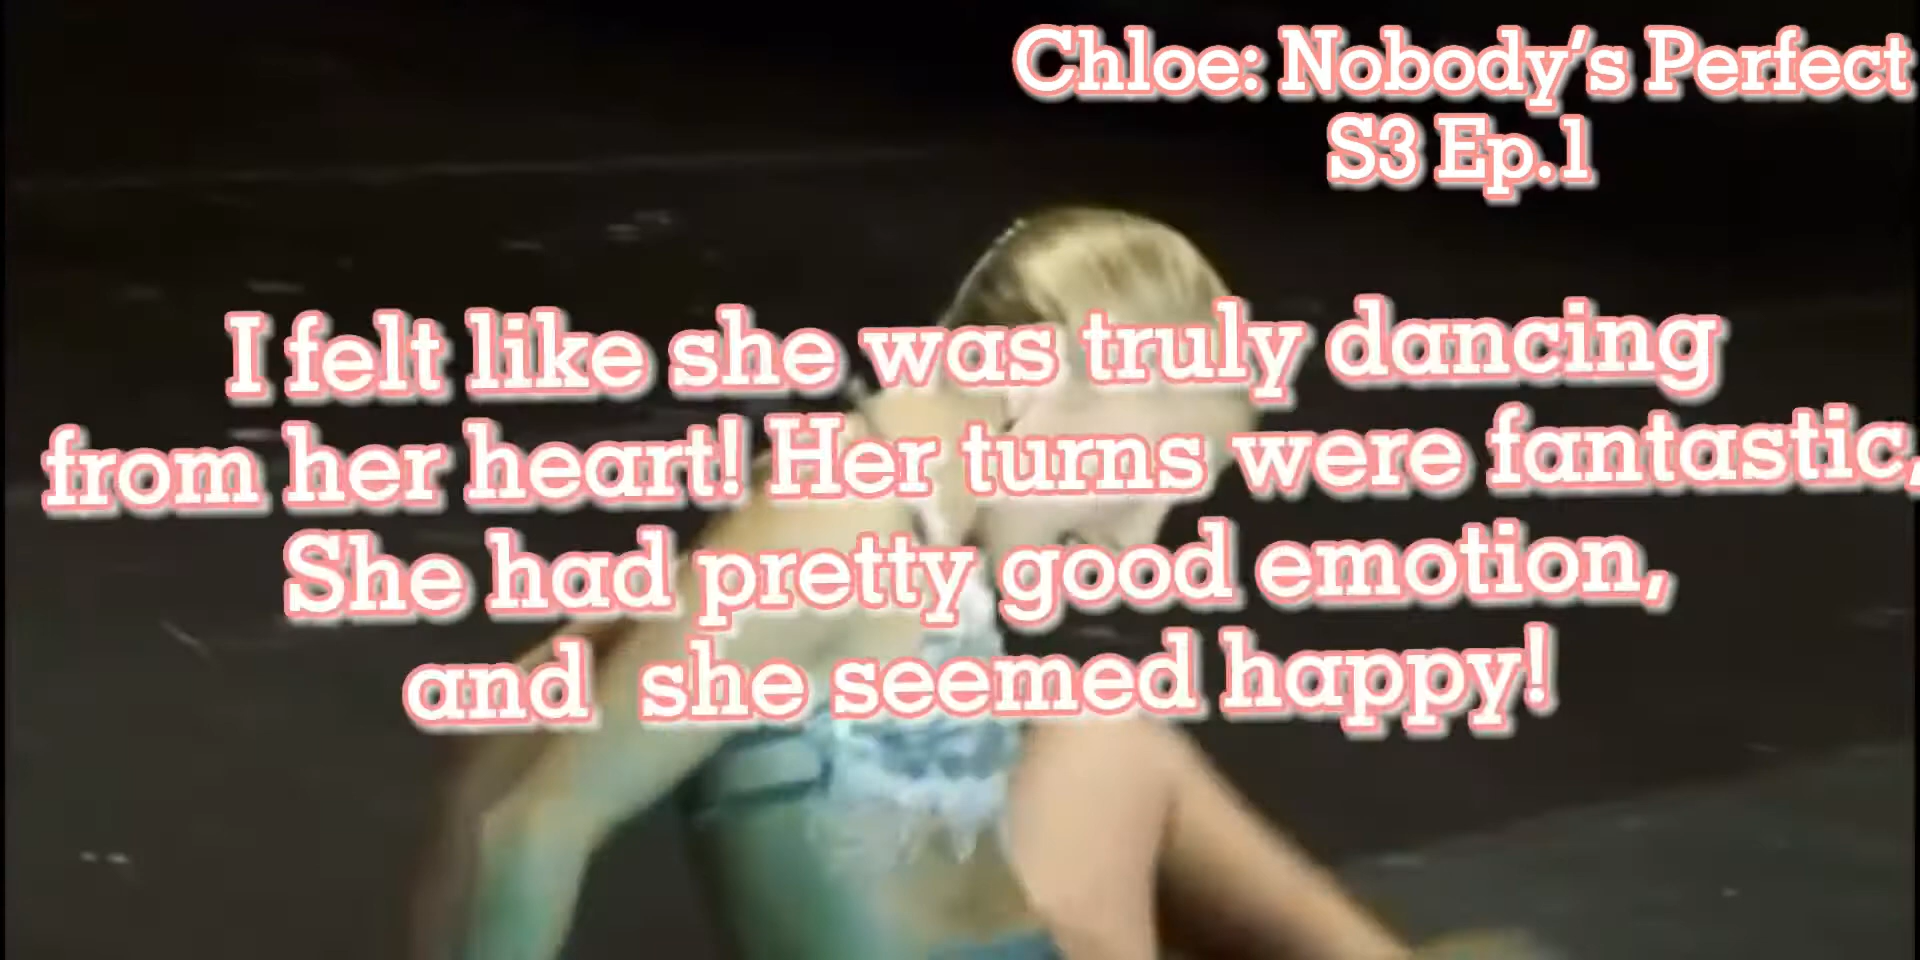 Chloe: Nobody's Perfect
S3 Ep.1
I felt like she was truly dancing
from her heart! Her turns were fantastic,
She had pretty good emotion,
and she seemed happy!